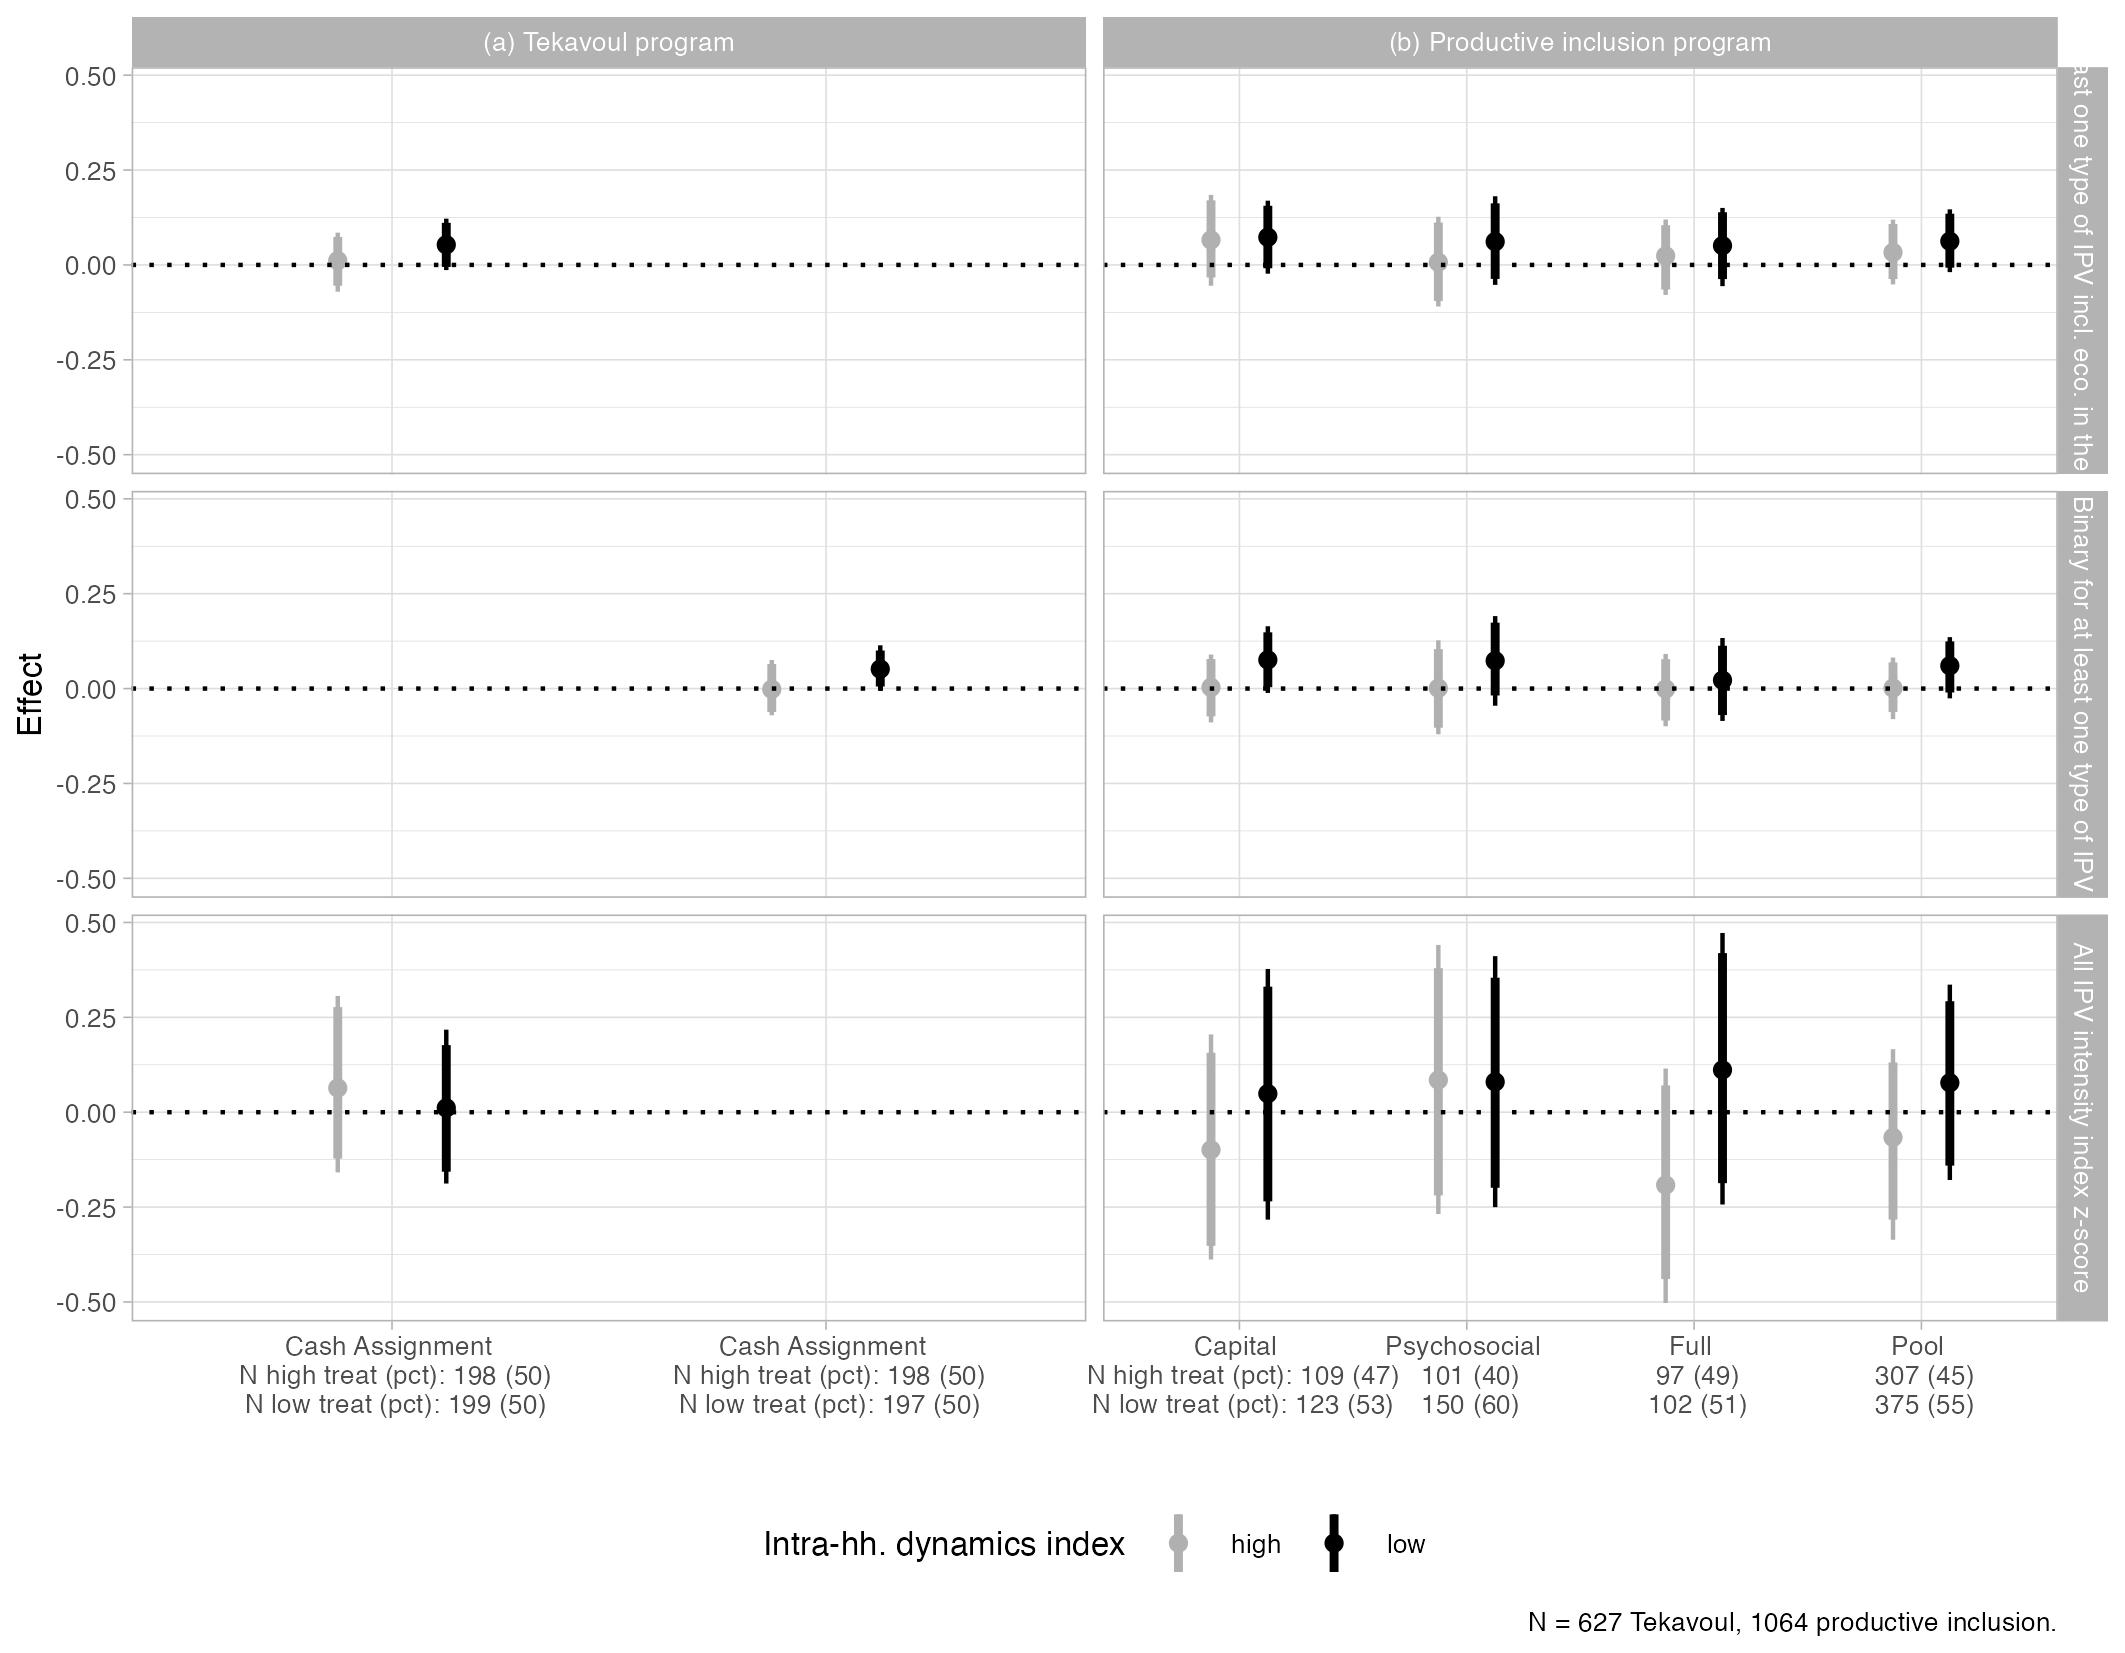 (a) Tekavoul program
(b) Productive inclusion program
0.50
0.25
0.00
-0.25
-0.50
one type of IPV incl. eco. in the
0.50
0.25
0.00
-0.25
-0.50
Binary for at least one type of IPV
0.50
0.25
0.00
-0.25
-0.50
All IPV intensity index z-score
Effect
Cash Assignment
N high treat (pct): 198 (50)
N low treat (pct): 199 (50)
Cash Assignment
N high treat (pct): 198 (50)
N low treat (pct): 197 (50)
Capital
N high treat (pct): 109 (47)
N low treat (pct): 123 (53)
Psychosocial
101 (40)
150 (60)
Full
97 (49)
102 (51)
Pool
307 (45)
375 (55)
Intra-hh. dynamics index
high
low
N = 627 Tekavoul, 1064 productive inclusion.